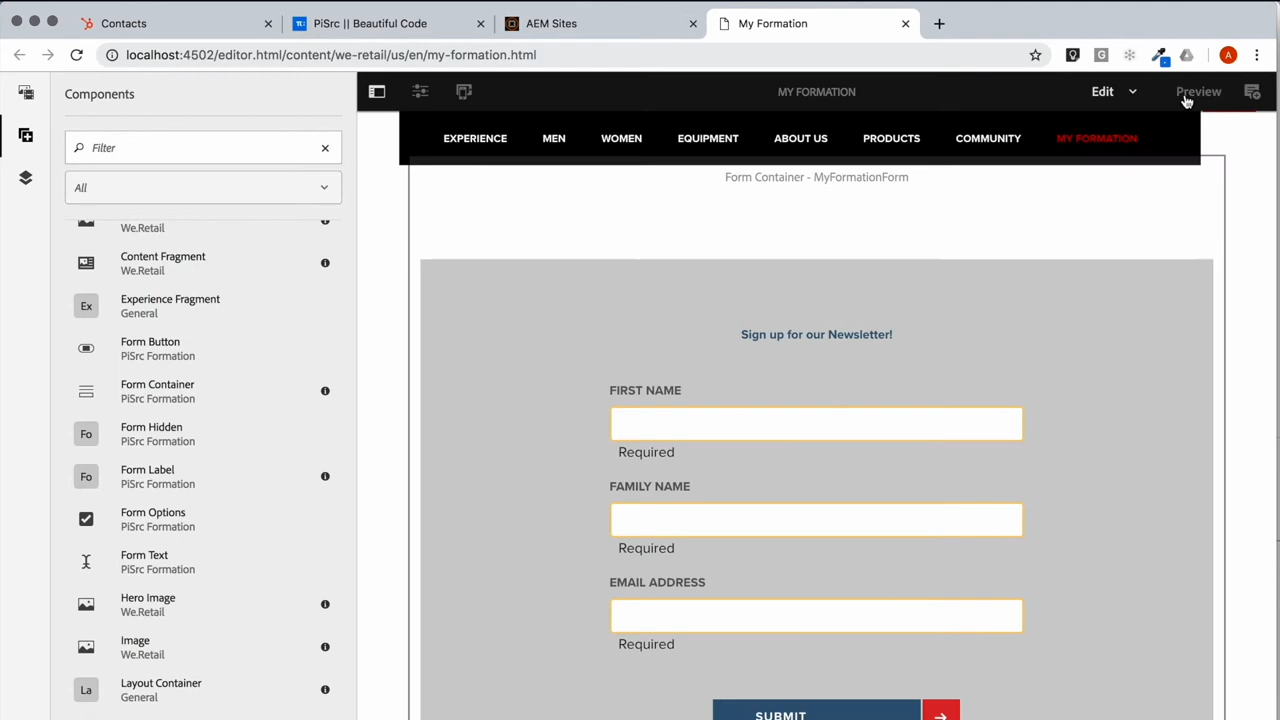 Contacts
PiSrc || Beautiful Code
AEM Sites
My Formation
localhost:4502/editor.html/content/we-retail/us/en/my-formation.html
G
A
Components
MY FORMATION
Edit
Preview
Filter
All
EXPERIENCE MEN WOMEN EQUIPMENT ABOUT US PRODUCTS COMMUNITY MY FORMATION
Form Container - MyFormationForm
We.Retail
Content Fragment
We.Retail
Ex
Experience Fragment
General
Form Button
PiSrc Formation
Form Container
PiSrc Formation
Fo
Form Hidden
PiSrc Formation
Fo
Form Label
PiSrc Formation
Form Options
PiSrc Formation
Form Text
PiSrc Formation
Hero Image
We.Retail
Image
We.Retail
La
Layout Container
General
Sign up for our Newsletter!
FIRST NAME
Required
FAMILY NAME
Required
EMAIL ADDRESS
Required
SUBMIT